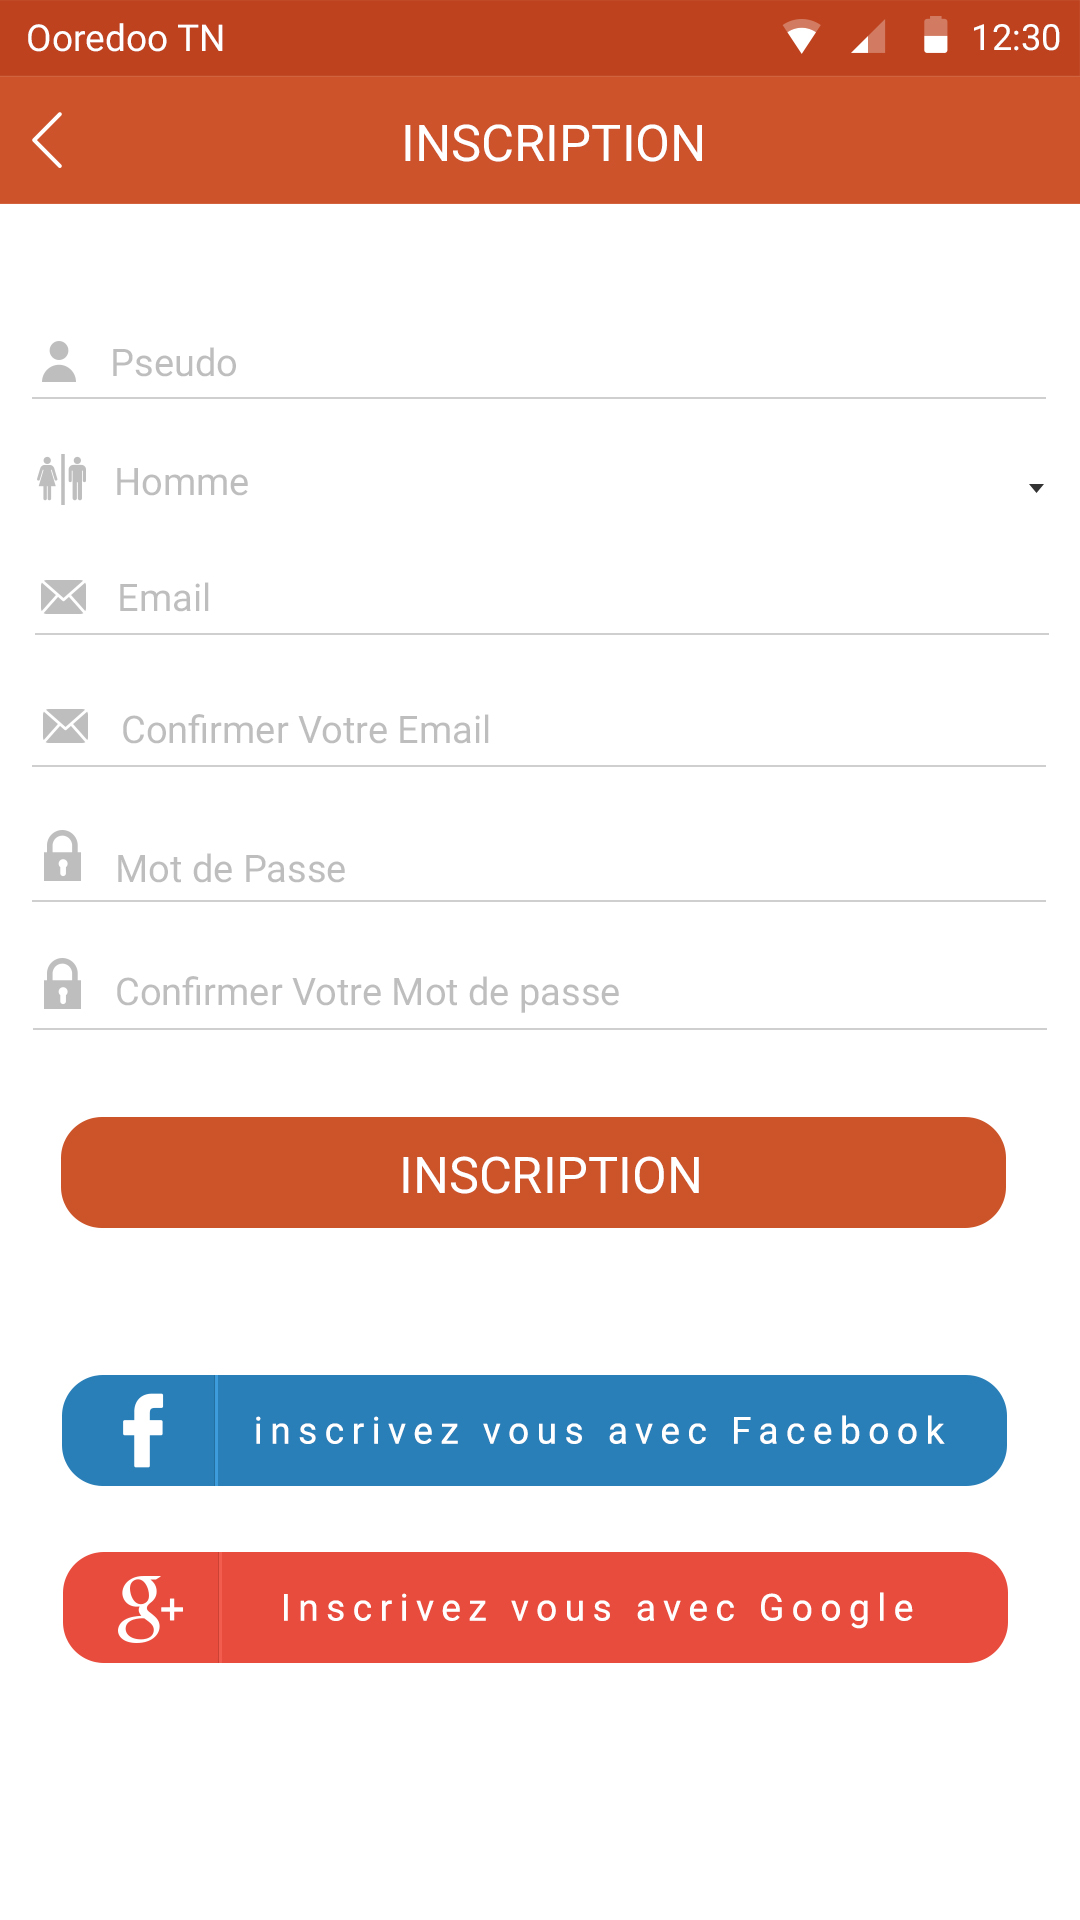 Ooredoo TN 12:30
INSCRIPTION
Pseudo
Homme
Email
Confirmer Votre Email
Mot de Passe
Confirmer Votre Mot de passe
INSCRIPTION
f inscrivez vous avec Facebook
g+ Inscrivez vous avec Google